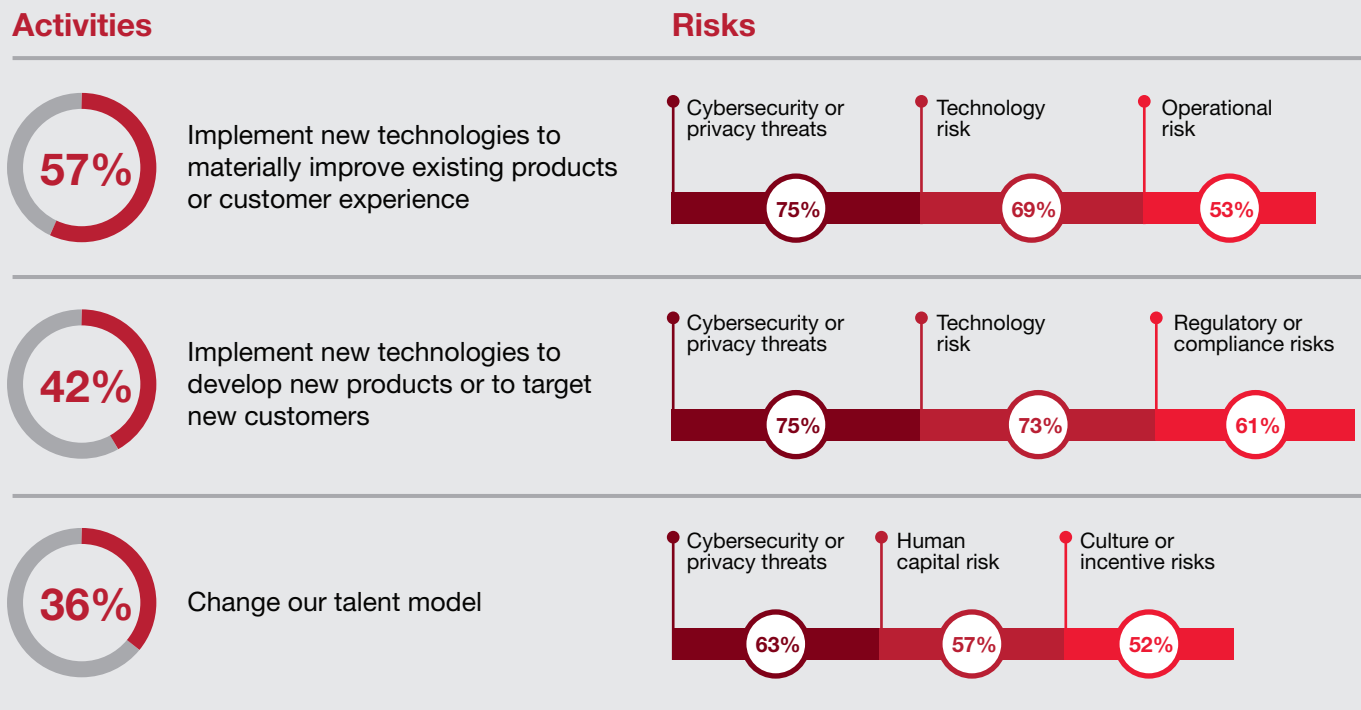 Activities
Risks
57%
Implement new technologies to
materially improve existing products
or customer experience
Cybersecurity or
privacy threats
Technology
risk
Operational
risk
75%
69%
53%
42%
Implement new technologies to
develop new products or to target
new customers
Cybersecurity or
privacy threats
Technology
risk
Regulatory or
compliance risks
75%
73%
61%
36%
Change our talent model
Cybersecurity or
privacy threats
Human
capital risk
Culture or
incentive risks
63%
57%
52%